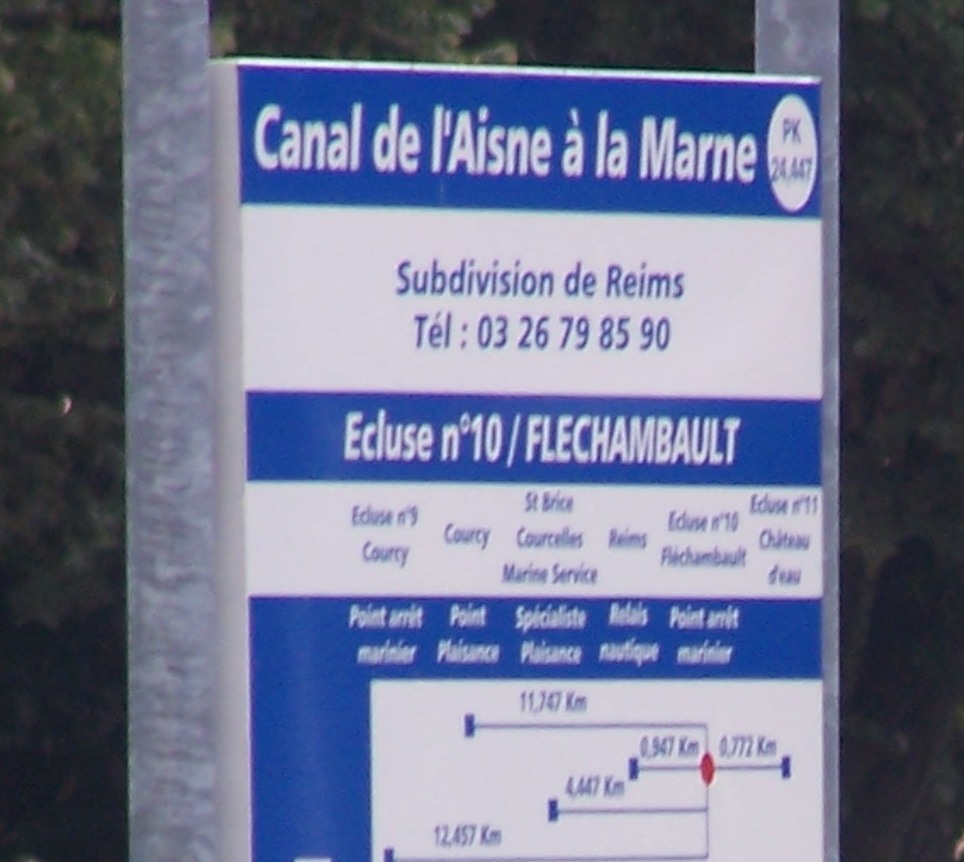 Canal de l'Aisne à la Marne
PK
24,447
Subdivision de Reims
Tél : 03 26 79 85 90
Ecluse n°10 / FLECHAMBAULT
Ecluse n°9
Courcy
Courcy
St Brice
Courcelles
Marine Service
Reims
Ecluse n°10
Fléchambault
Ecluse n°11
Château
d'eau
Point arrêt
marinier
Point
Plaisance
Spécialiste
Plaisance
Relais
nautique
Point arrêt
marinier
11,747 Km
0,947 Km
0,772 Km
4,447 Km
12,457 Km